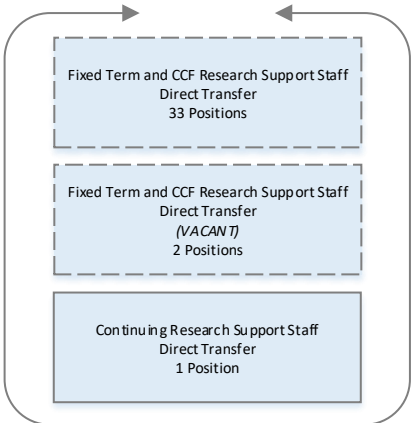 Fixed Term and CCF Research Support Staff
Direct Transfer
33 Positions
Fixed Term and CCF Research Support Staff
Direct Transfer
(VACANT)
2 Positions
Continuing Research Support Staff
Direct Transfer
1 Position